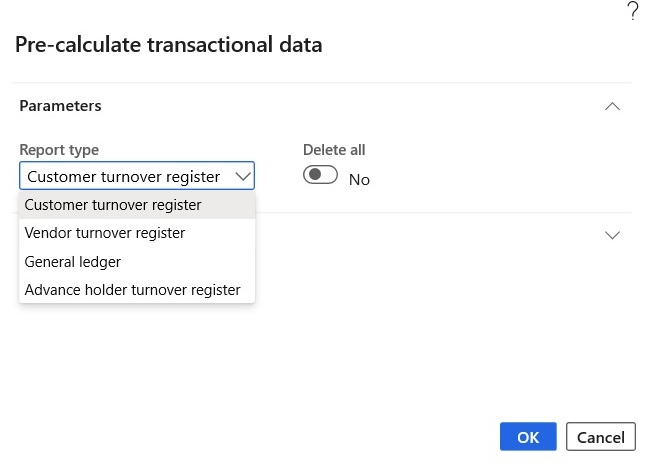 ?
Pre-calculate transactional data
Parameters
Report type
Delete all
Customer turnover register
No
Customer turnover register
Vendor turnover register
General ledger
Advance holder turnover register
OK
Cancel